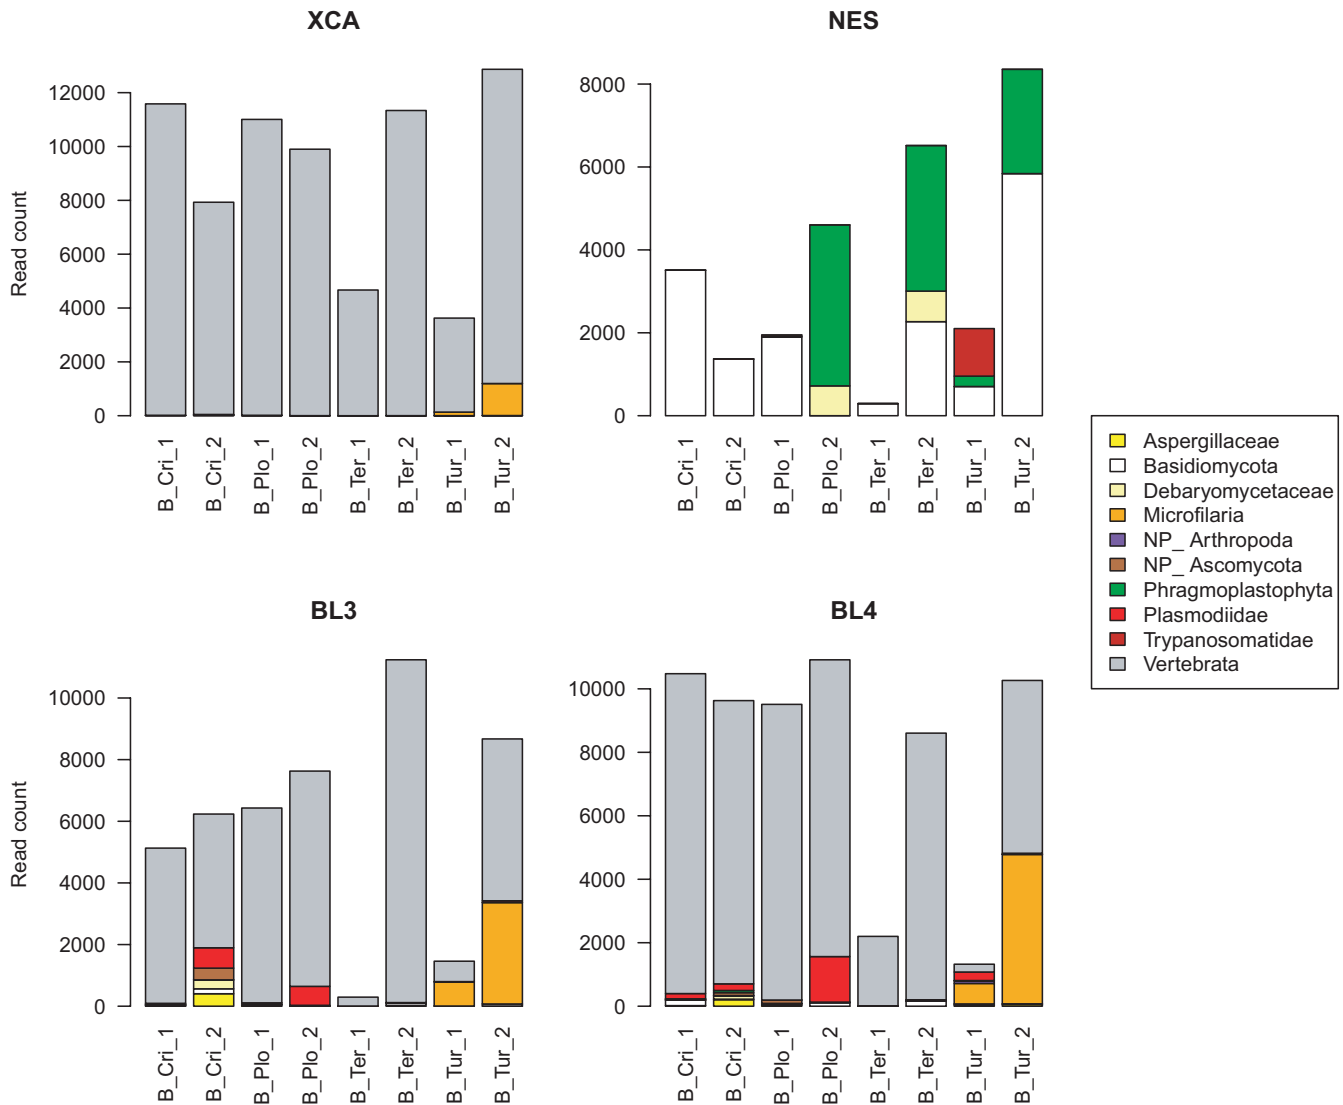 XCA
Read count
12000
10000
8000
6000
4000
2000
0
B_Cri_1
B_Cri_2
B_Plo_1
B_Plo_2
B_Ter_1
B_Ter_2
B_Tur_1
B_Tur_2
NES
8000
6000
4000
2000
0
B_Cri_1
B_Cri_2
B_Plo_1
B_Plo_2
B_Ter_1
B_Ter_2
B_Tur_1
B_Tur_2
Aspergillaceae
Basidiomycota
Debaryomycetaceae
Microfilaria
NP_ Arthropoda
NP_ Ascomycota
Phragmoplastophyta
Plasmodiidae
Trypanosomatidae
Vertebrata
BL3
Read count
10000
8000
6000
4000
2000
0
B_Cri_1
B_Cri_2
B_Plo_1
B_Plo_2
B_Ter_1
B_Ter_2
B_Tur_1
B_Tur_2
BL4
10000
8000
6000
4000
2000
0
B_Cri_1
B_Cri_2
B_Plo_1
B_Plo_2
B_Ter_1
B_Ter_2
B_Tur_1
B_Tur_2